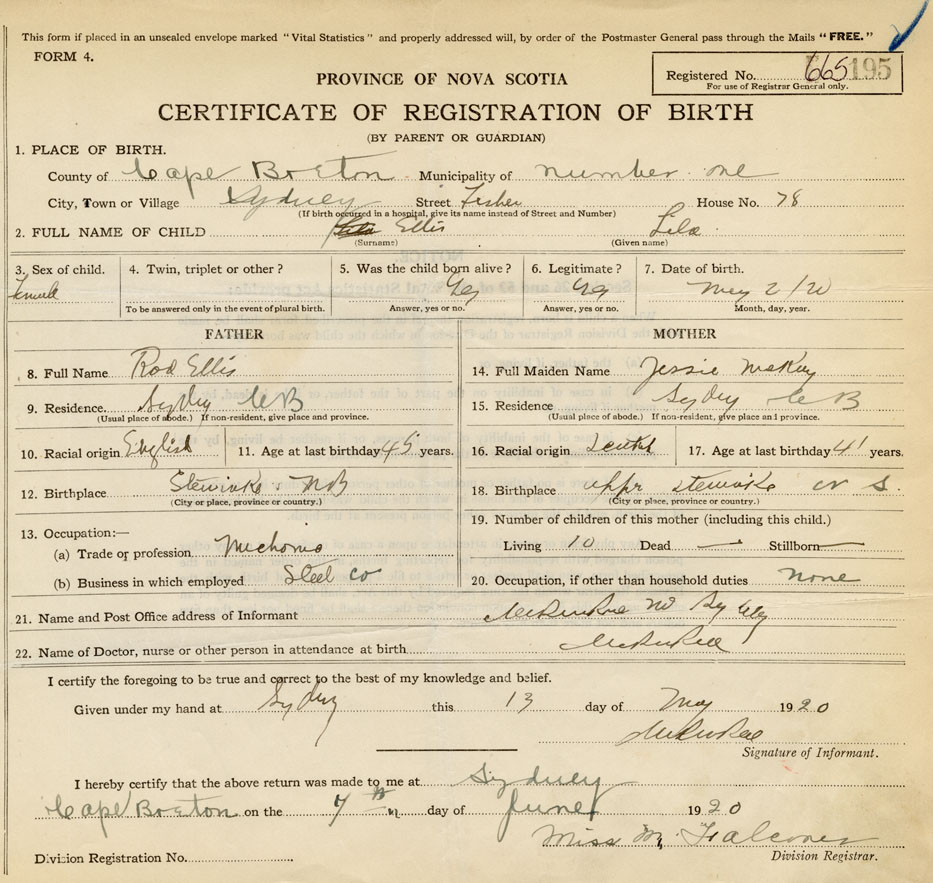 This form if placed in an unsealed envelope marked "Vital Statistics" and properly addressed will, by order of the Postmaster General pass through the Mails "FREE."
FORM 4.
Registered No. 665195
For use of Registrar General only.
PROVINCE OF NOVA SCOTIA
CERTIFICATE OF REGISTRATION OF BIRTH
(BY PARENT OR GUARDIAN)
1. PLACE OF BIRTH.
County of Cape Breton Municipality of number one
City, Town or Village Sydney Street Fisher House No. 78
(If birth occurred in a hospital, give its name instead of Street and Number)
2. FULL NAME OF CHILD Ellis Lila
(Surname) (Given name)
3. Sex of child. 4. Twin, triplet or other? 5. Was the child born alive? 6. Legitimate? 7. Date of birth.
Female Yes Yes May 2/20
To be answered only in the event of plural birth. Answer, yes or no. Answer, yes or no. Month, day, year.
FATHER MOTHER
8. Full Name Rod Ellis 14. Full Maiden Name Jessie McKay
9. Residence Sydney C B 15. Residence Sydney C B
(Usual place of abode.) If non-resident, give place and province. (Usual place of abode.) If non-resident, give place and province.
10. Racial origin English 11. Age at last birthday 45 years. 16. Racial origin 17. Age at last birthday 41 years.
12. Birthplace Stewiake NB 18. Birthplace uppr stewiake N S.
(City or place, province or country.) (City or place, province or country.)
13. Occupation:— 19. Number of children of this mother (including this child.)
(a) Trade or profession Living 10 Dead — Stillborn —
(b) Business in which employed Steel Co 20. Occupation, if other than household duties none
21. Name and Post Office address of Informant
22. Name of Doctor, nurse or other person in attendance at birth
I certify the foregoing to be true and correct to the best of my knowledge and belief.
Given under my hand at Sydney this 13 day of May 1920
Signature of Informant.
I hereby certify that the above return was made to me at Sydney
Cape Breton on the 7th day of June 1920
Miss M. Falconer
Division Registration No. Division Registrar.